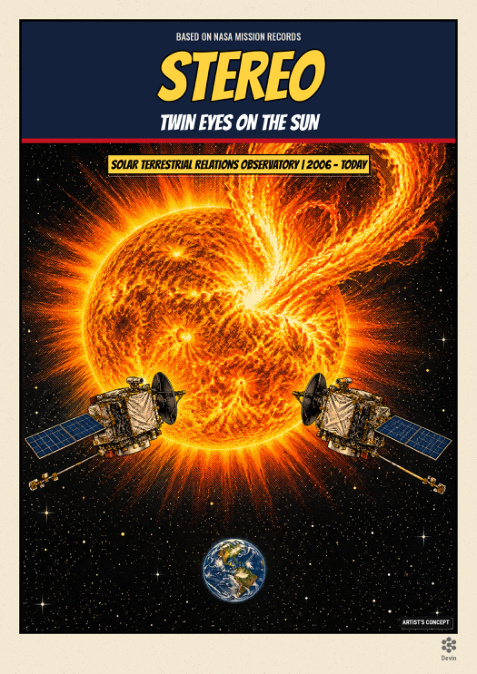 BASED ON NASA MISSION RECORDS
STEREO
TWIN EYES ON THE SUN
SOLAR TERRESTRIAL RELATIONS OBSERVATORY | 2006 - TODAY
ARTIST'S CONCEPT
Devin